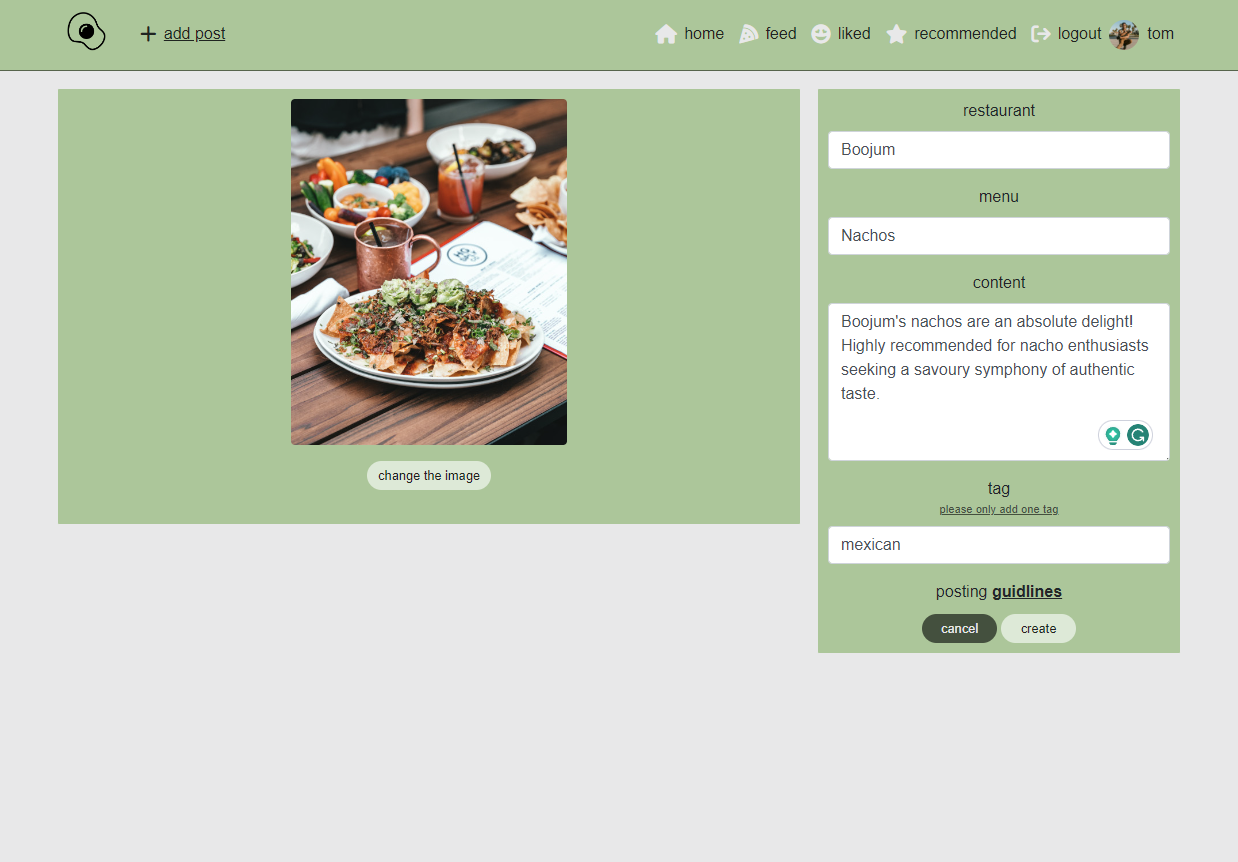 add post
home feed liked recommended logout tom
change the image
restaurant
Boojum
menu
Nachos
content
Boojum's nachos are an absolute delight!
Highly recommended for nacho enthusiasts
seeking a savoury symphony of authentic
taste.
tag
please only add one tag
mexican
posting guidlines
cancel create